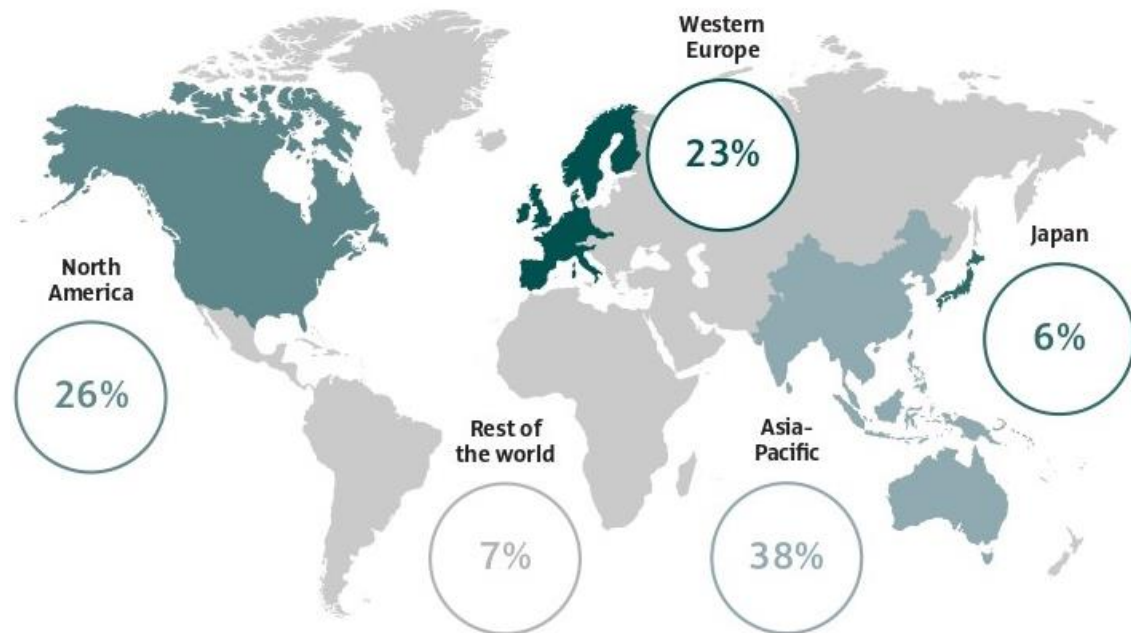 Western
Europe
23%
North
America
26%
Japan
6%
Rest of
the world
7%
Asia-
Pacific
38%